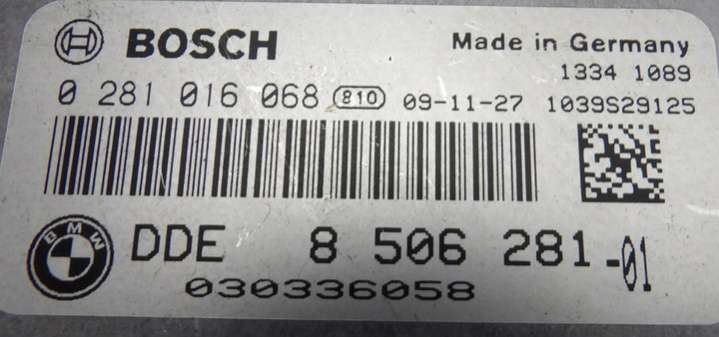 BOSCH
Made in Germany
1334 1089
0 281 016 068 810 09-11-27 1039S29125
BMW
DDE 8 506 281-01
030336058